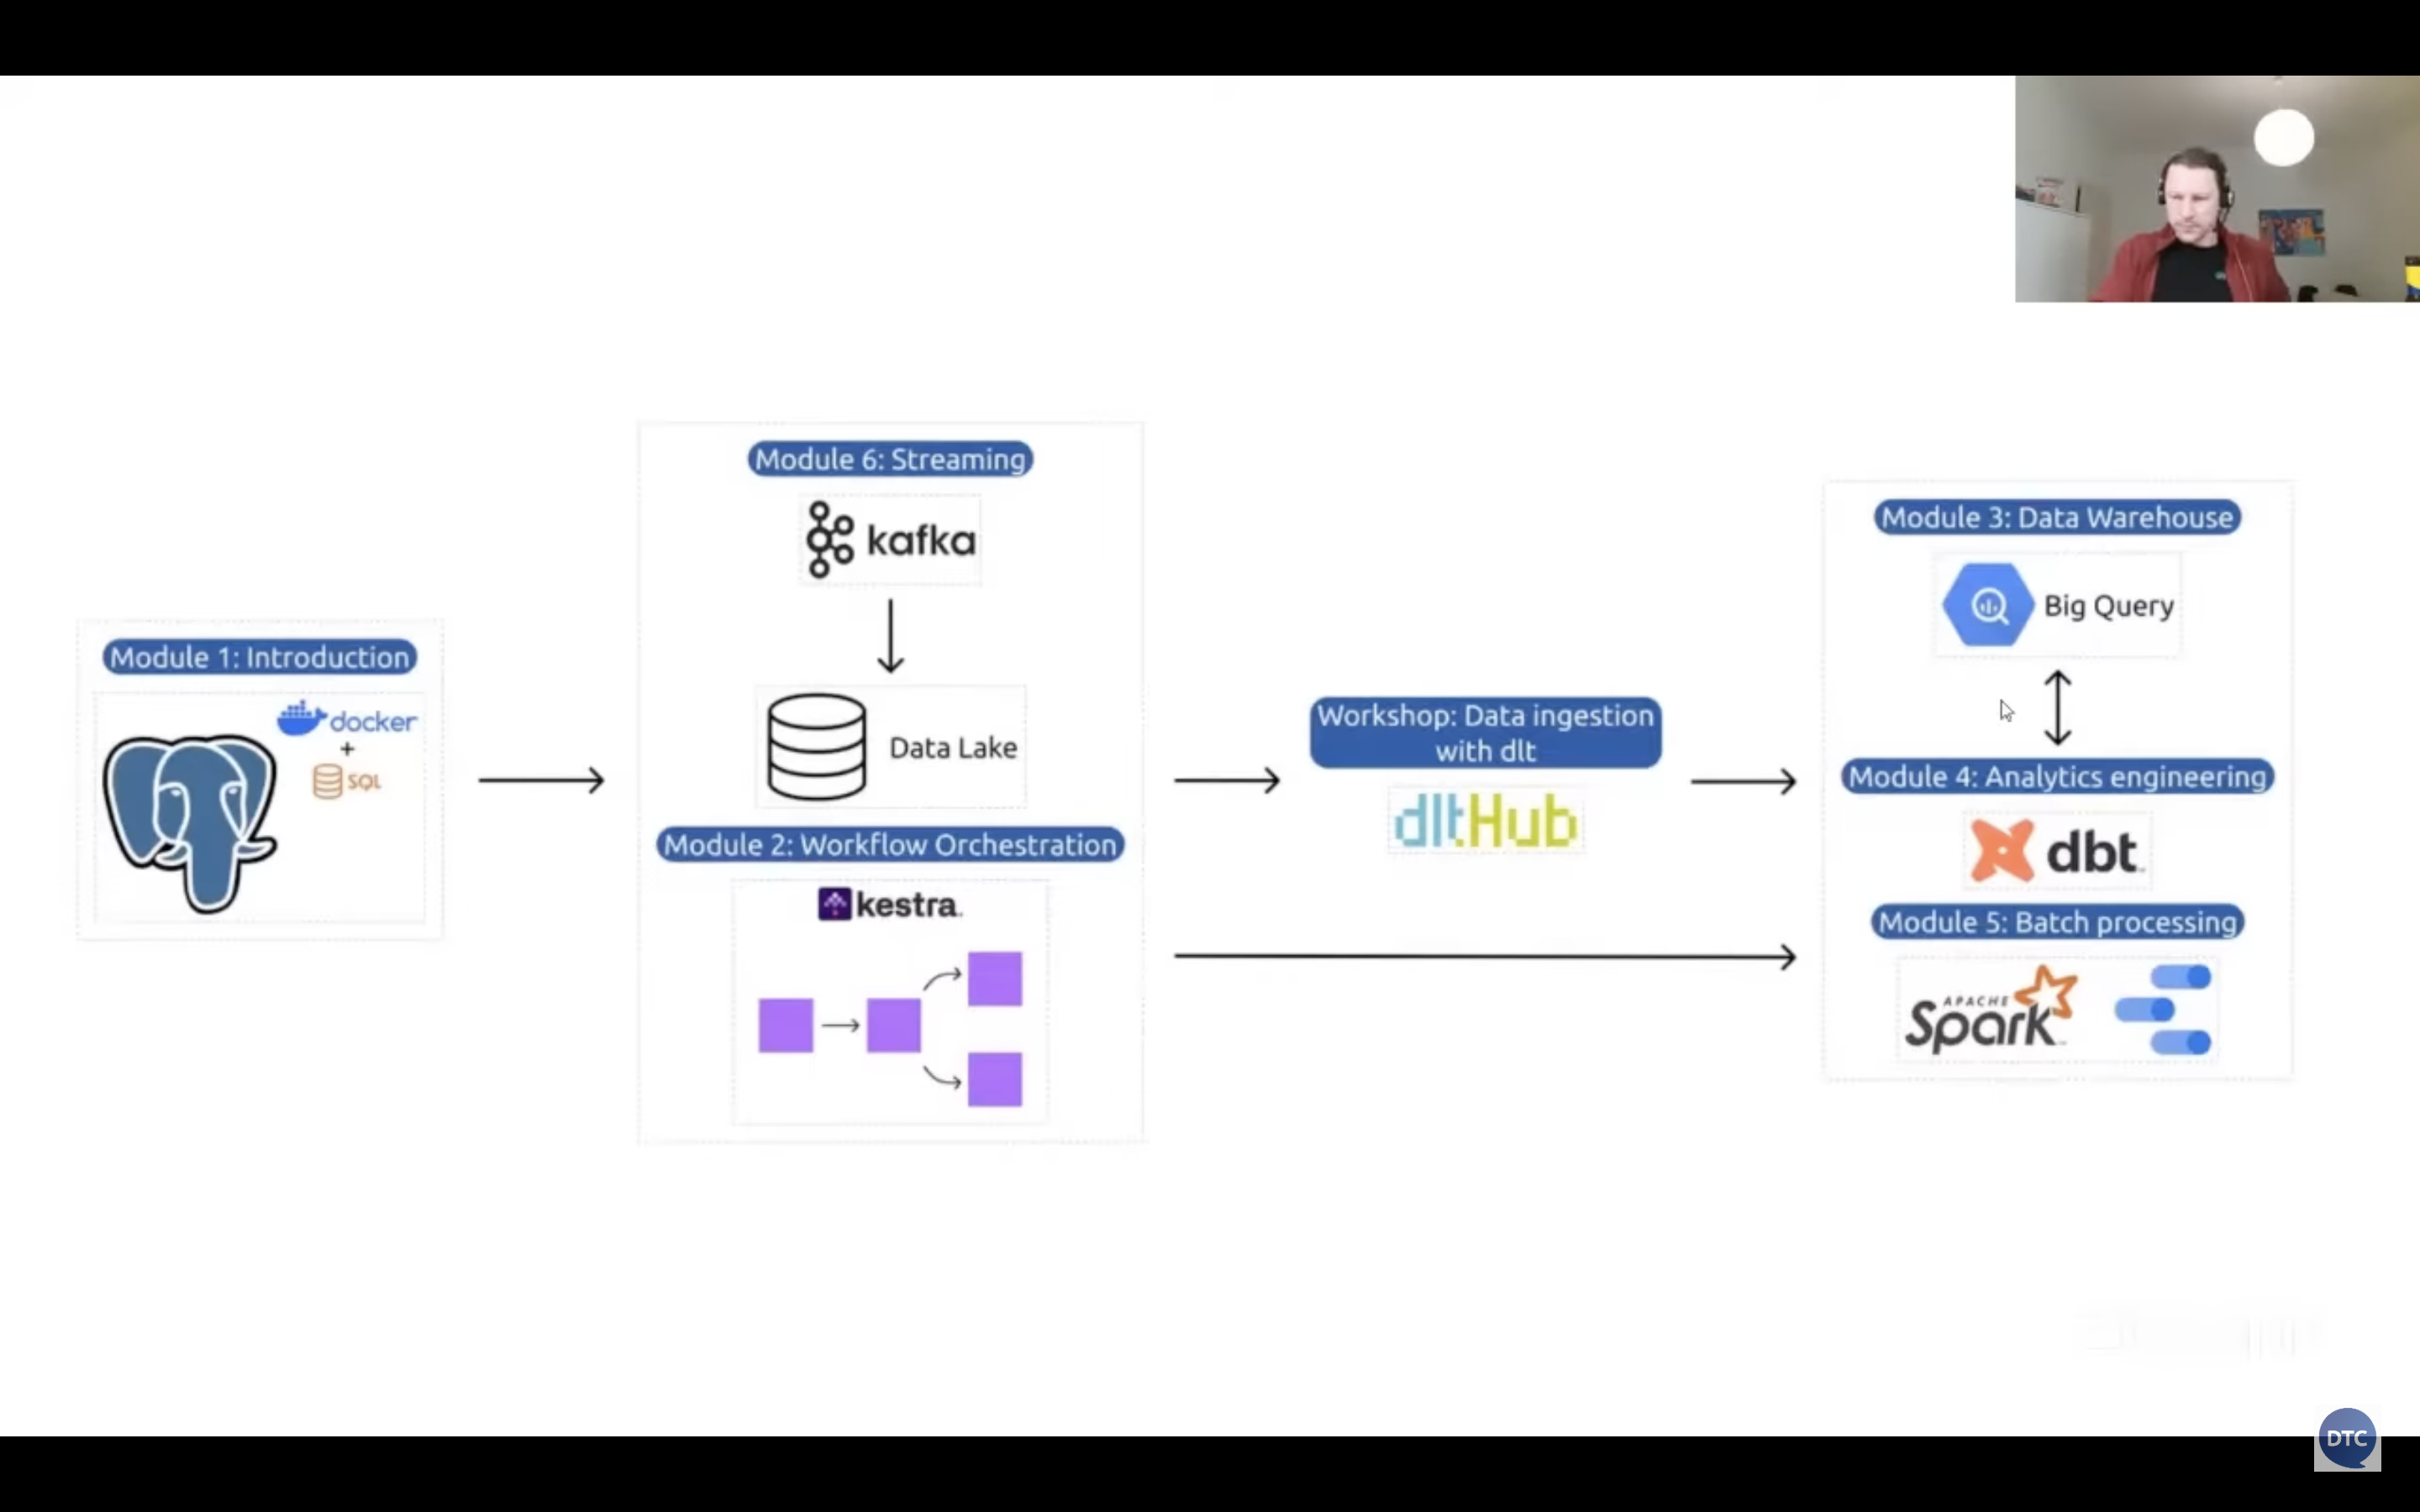 Module 1: Introduction
docker
+
SQL
Module 6: Streaming
kafka
Data Lake
Module 2: Workflow Orchestration
kestra.
Workshop: Data ingestion
with dlt
dltHub
Module 3: Data Warehouse
Big Query
Module 4: Analytics engineering
dbt
Module 5: Batch processing
APACHE
Spark
DTC